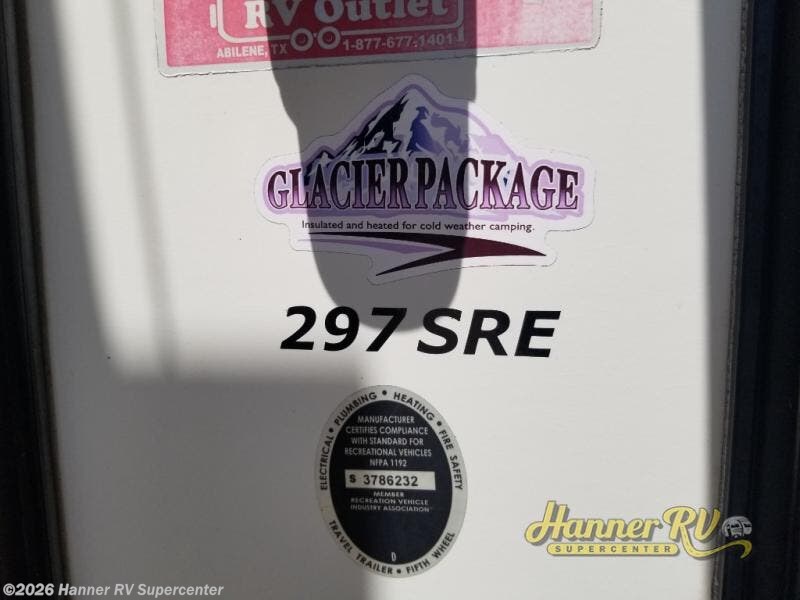 RV Outlet
ABILENE, TX 1-877-677-1401
GLACIER PACKAGE
Insulated and heated for cold weather camping.
297 SRE
ELECTRICAL • PLUMBING • HEATING • FIRE SAFETY
MANUFACTURER
CERTIFIES COMPLIANCE
WITH STANDARD FOR
RECREATIONAL VEHICLES
NFPA 1192
S 3786232
MEMBER
RECREATION VEHICLE
INDUSTRY ASSOCIATION
D
TRAVEL TRAILER • FIFTH WHEEL
Hanner RV
SUPERCENTER
©2026 Hanner RV Supercenter